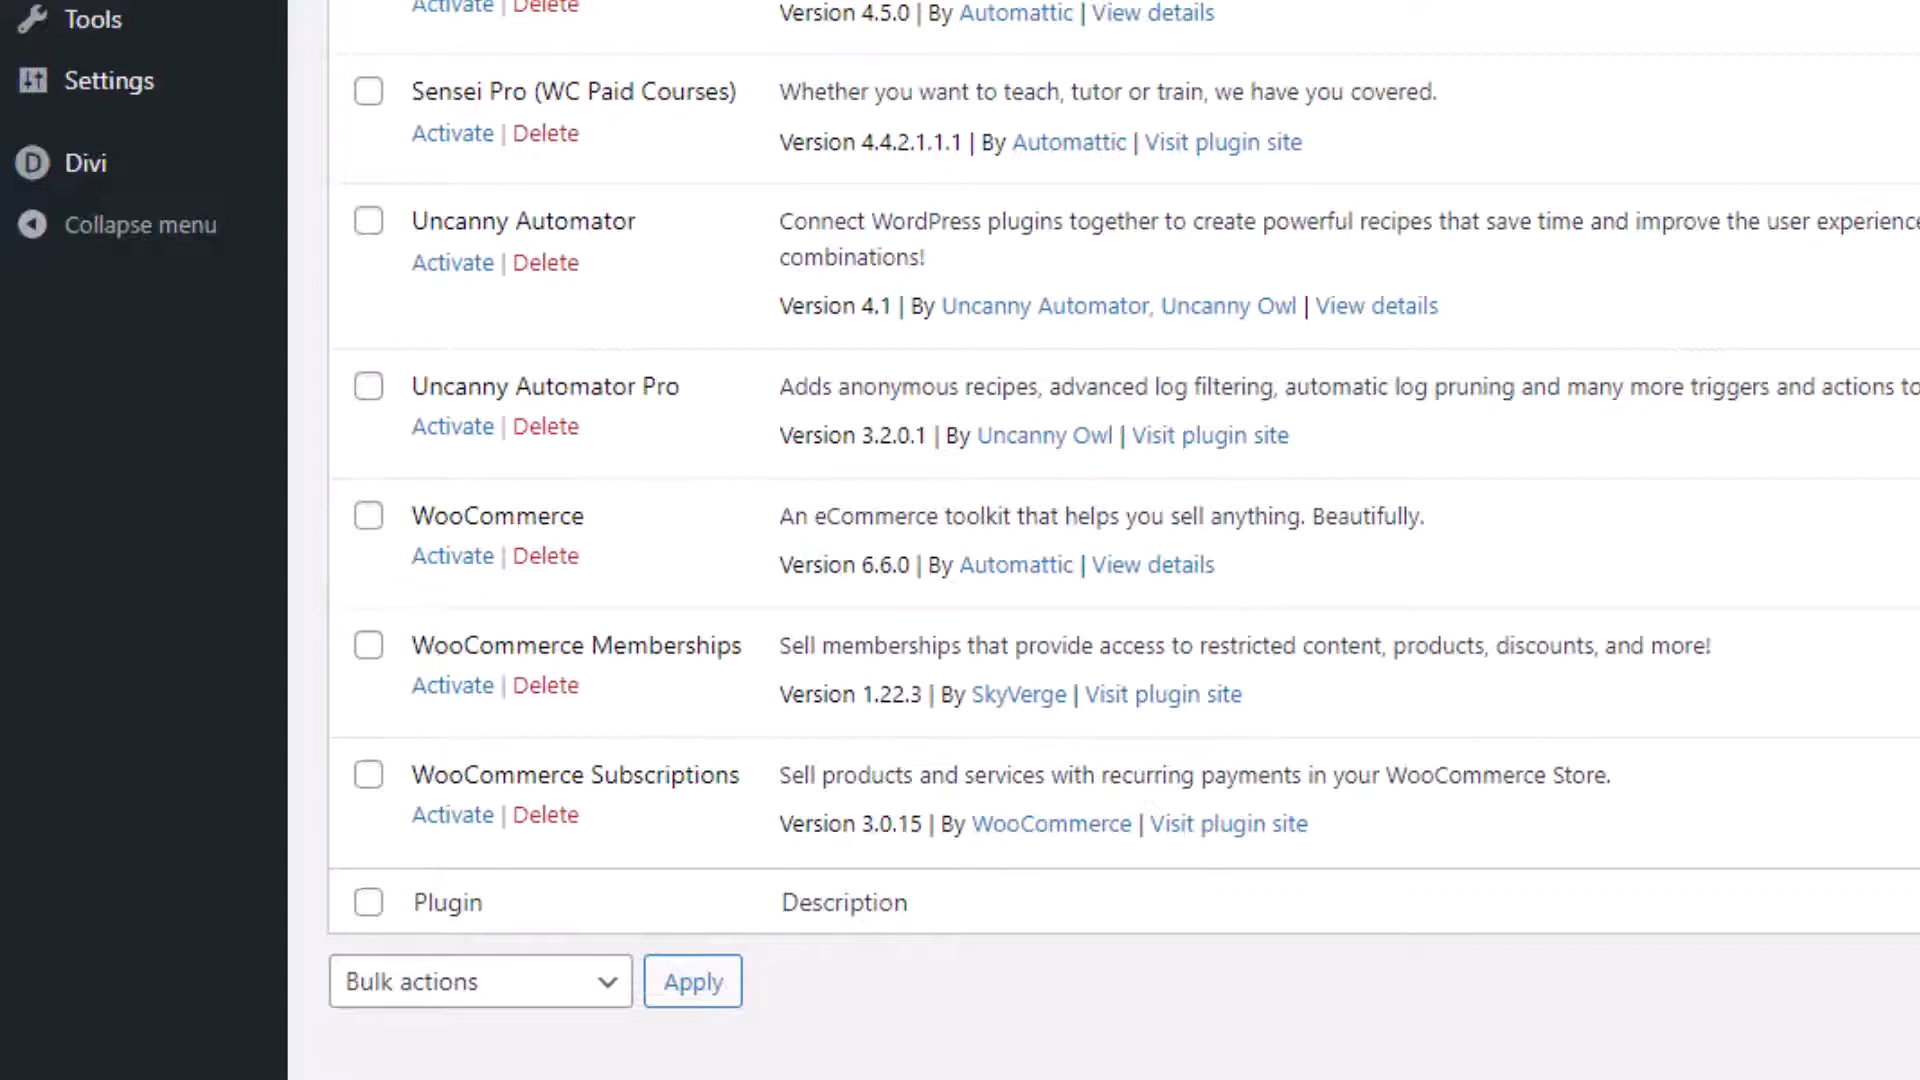 Tools
Settings
Divi
Collapse menu
Activate | Delete
Version 4.5.0 | By Automattic | View details
Sensei Pro (WC Paid Courses)
Whether you want to teach, tutor or train, we have you covered.
Activate | Delete
Version 4.4.2.1.1.1 | By Automattic | Visit plugin site
Uncanny Automator
Connect WordPress plugins together to create powerful recipes that save time and improve the user experience
combinations!
Activate | Delete
Version 4.1 | By Uncanny Automator, Uncanny Owl | View details
Uncanny Automator Pro
Adds anonymous recipes, advanced log filtering, automatic log pruning and many more triggers and actions to
Activate | Delete
Version 3.2.0.1 | By Uncanny Owl | Visit plugin site
WooCommerce
An eCommerce toolkit that helps you sell anything. Beautifully.
Activate | Delete
Version 6.6.0 | By Automattic | View details
WooCommerce Memberships
Sell memberships that provide access to restricted content, products, discounts, and more!
Activate | Delete
Version 1.22.3 | By SkyVerge | Visit plugin site
WooCommerce Subscriptions
Sell products and services with recurring payments in your WooCommerce Store.
Activate | Delete
Version 3.0.15 | By WooCommerce | Visit plugin site
Plugin
Description
Bulk actions
Apply